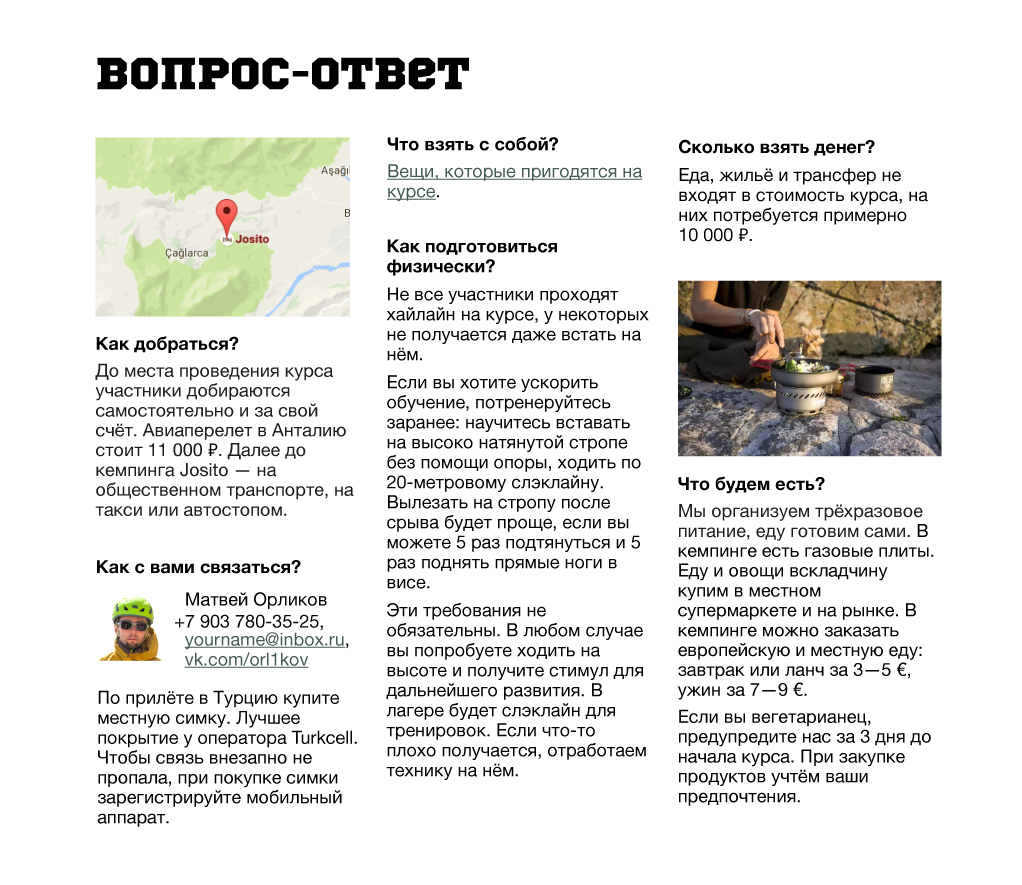 ВОПРОС-ОТВЕТ
Aşağı
B
Josito
Çağlarca
Как добраться?
До места проведения курса
участники добираются
самостоятельно и за свой
счёт. Авиаперелет в Анталию
стоит 11 000 ₽. Далее до
кемпинга Josito — на
общественном транспорте, на
такси или автостопом.
Как с вами связаться?
Матвей Орликов
+7 903 780-35-25,
yourname@inbox.ru,
vk.com/orl1kov
По прилёте в Турцию купите
местную симку. Лучшее
покрытие у оператора Turkcell.
Чтобы связь внезапно не
пропала, при покупке симки
зарегистрируйте мобильный
аппарат.
Что взять с собой?
Вещи, которые пригодятся на
курсе.
Как подготовиться
физически?
Не все участники проходят
хайлайн на курсе, у некоторых
не получается даже встать на
нём.
Если вы хотите ускорить
обучение, потренеруйтесь
заранее: научитесь вставать
на высоко натянутой стропе
без помощи опоры, ходить по
20-метровому слэклайну.
Вылезать на стропу после
срыва будет проще, если вы
можете 5 раз подтянуться и 5
раз поднять прямые ноги в
висе.
Эти требования не
обязательны. В любом случае
вы попробуете ходить на
высоте и получите стимул для
дальнейшего развития. В
лагере будет слэклайн для
тренировок. Если что-то
плохо получается, отработаем
технику на нём.
Сколько взять денег?
Еда, жильё и трансфер не
входят в стоимость курса, на
них потребуется примерно
10 000 ₽.
Что будем есть?
Мы организуем трёхразовое
питание, еду готовим сами. В
кемпинге есть газовые плиты.
Еду и овощи вскладчину
купим в местном
супермаркете и на рынке. В
кемпинге можно заказать
европейскую и местную еду:
завтрак или ланч за 3—5 €,
ужин за 7—9 €.
Если вы вегетарианец,
предупредите нас за 3 дня до
начала курса. При закупке
продуктов учтём ваши
предпочтения.